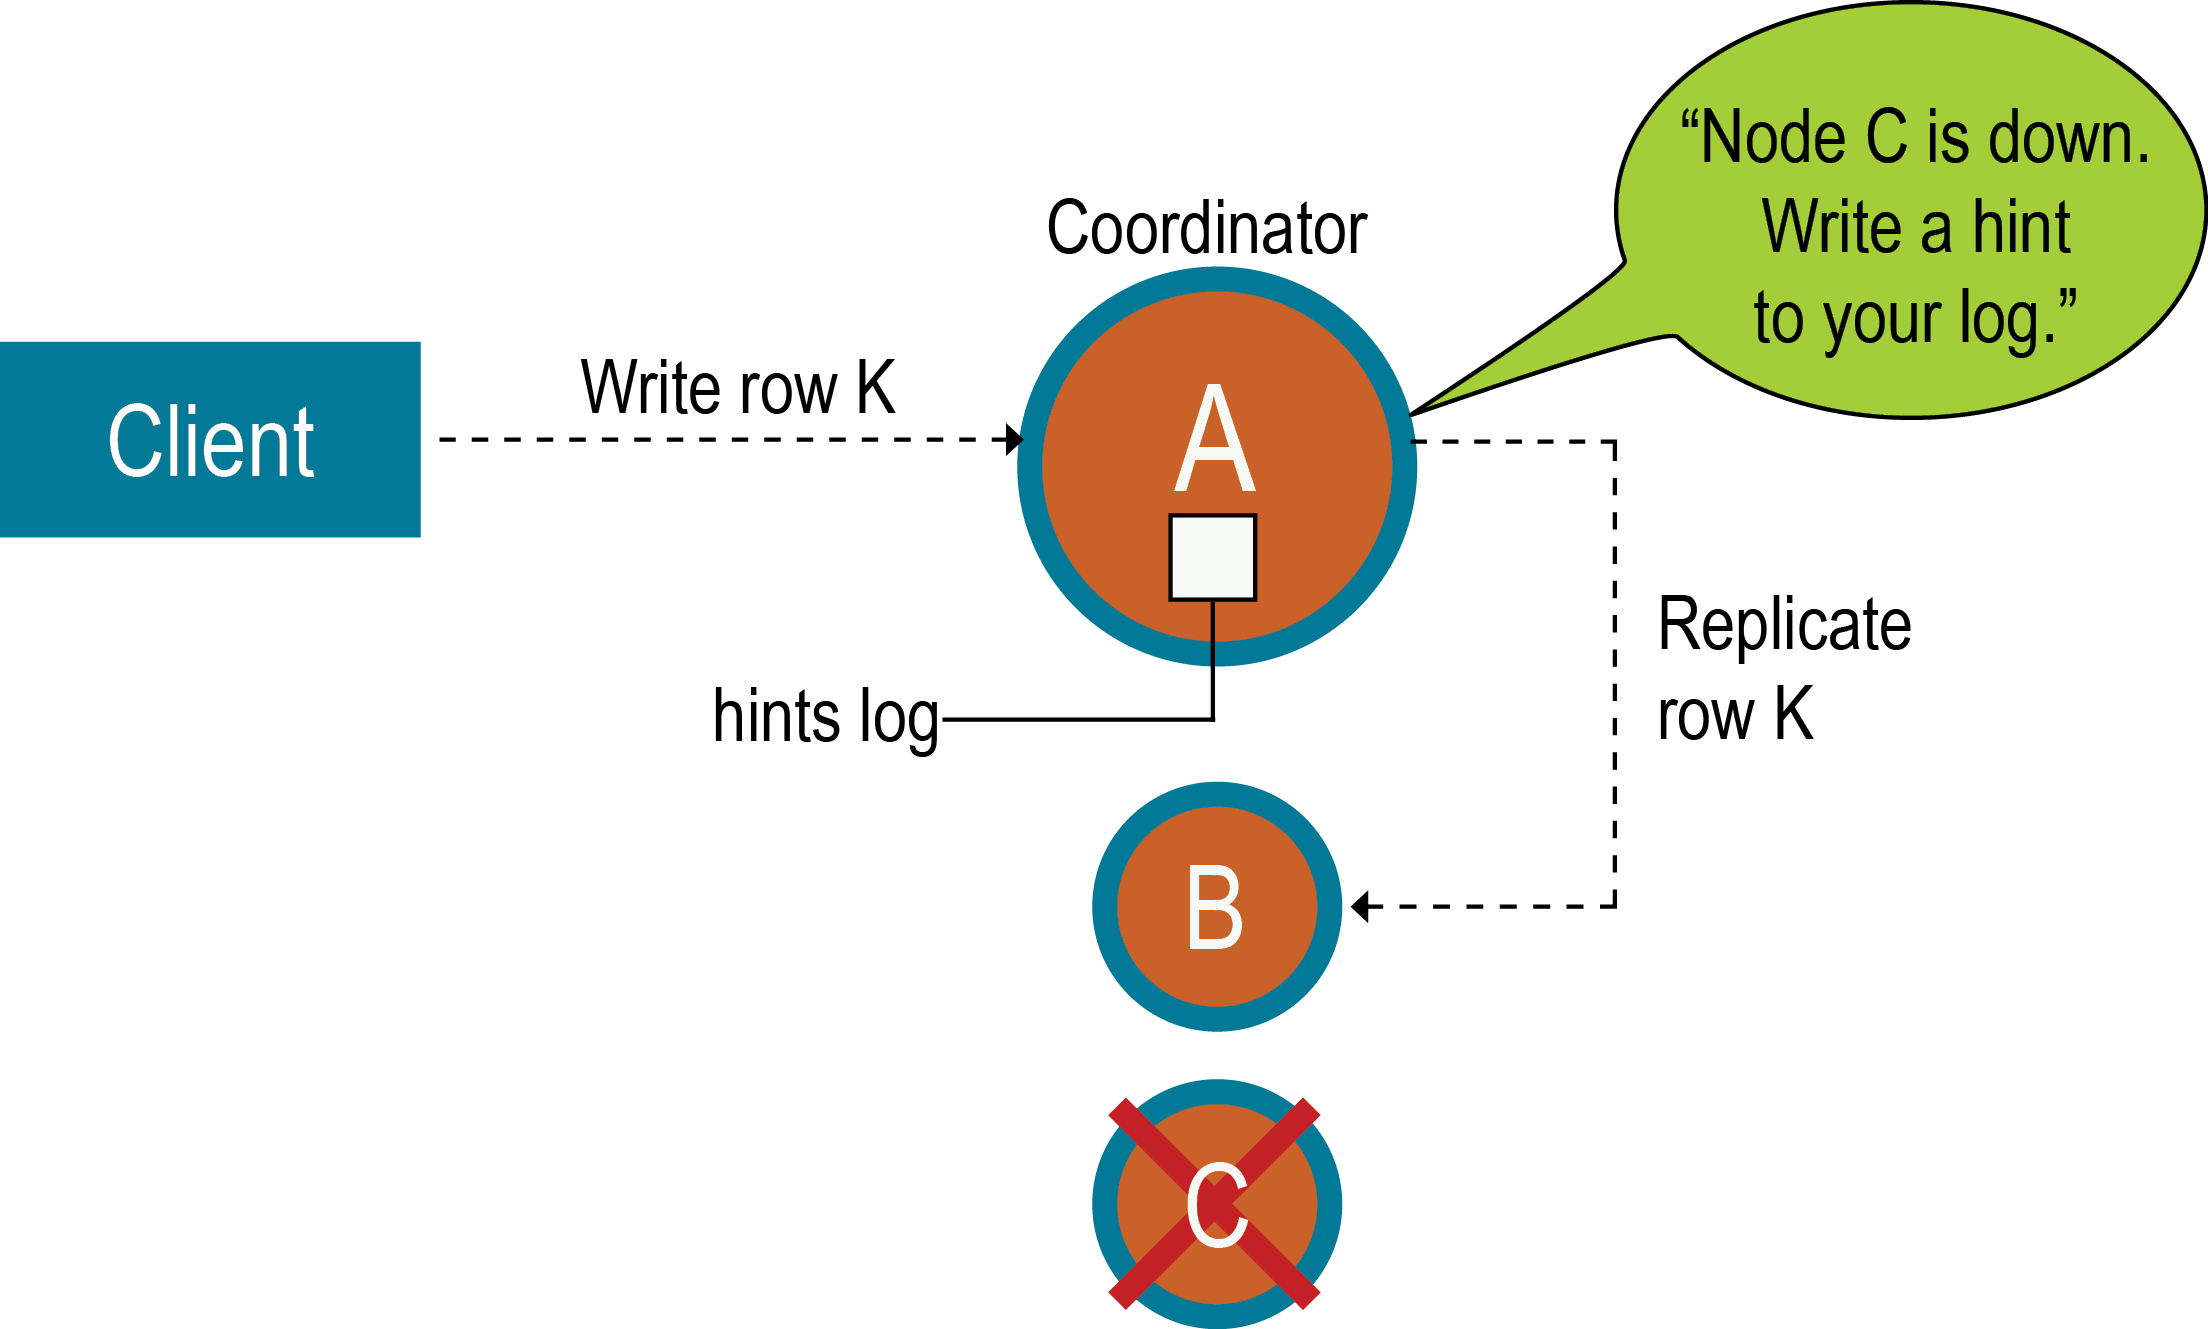 “Node C is down.
Write a hint
to your log.”
Coordinator
Client
Write row K
A
hints log
Replicate
row K
B
C